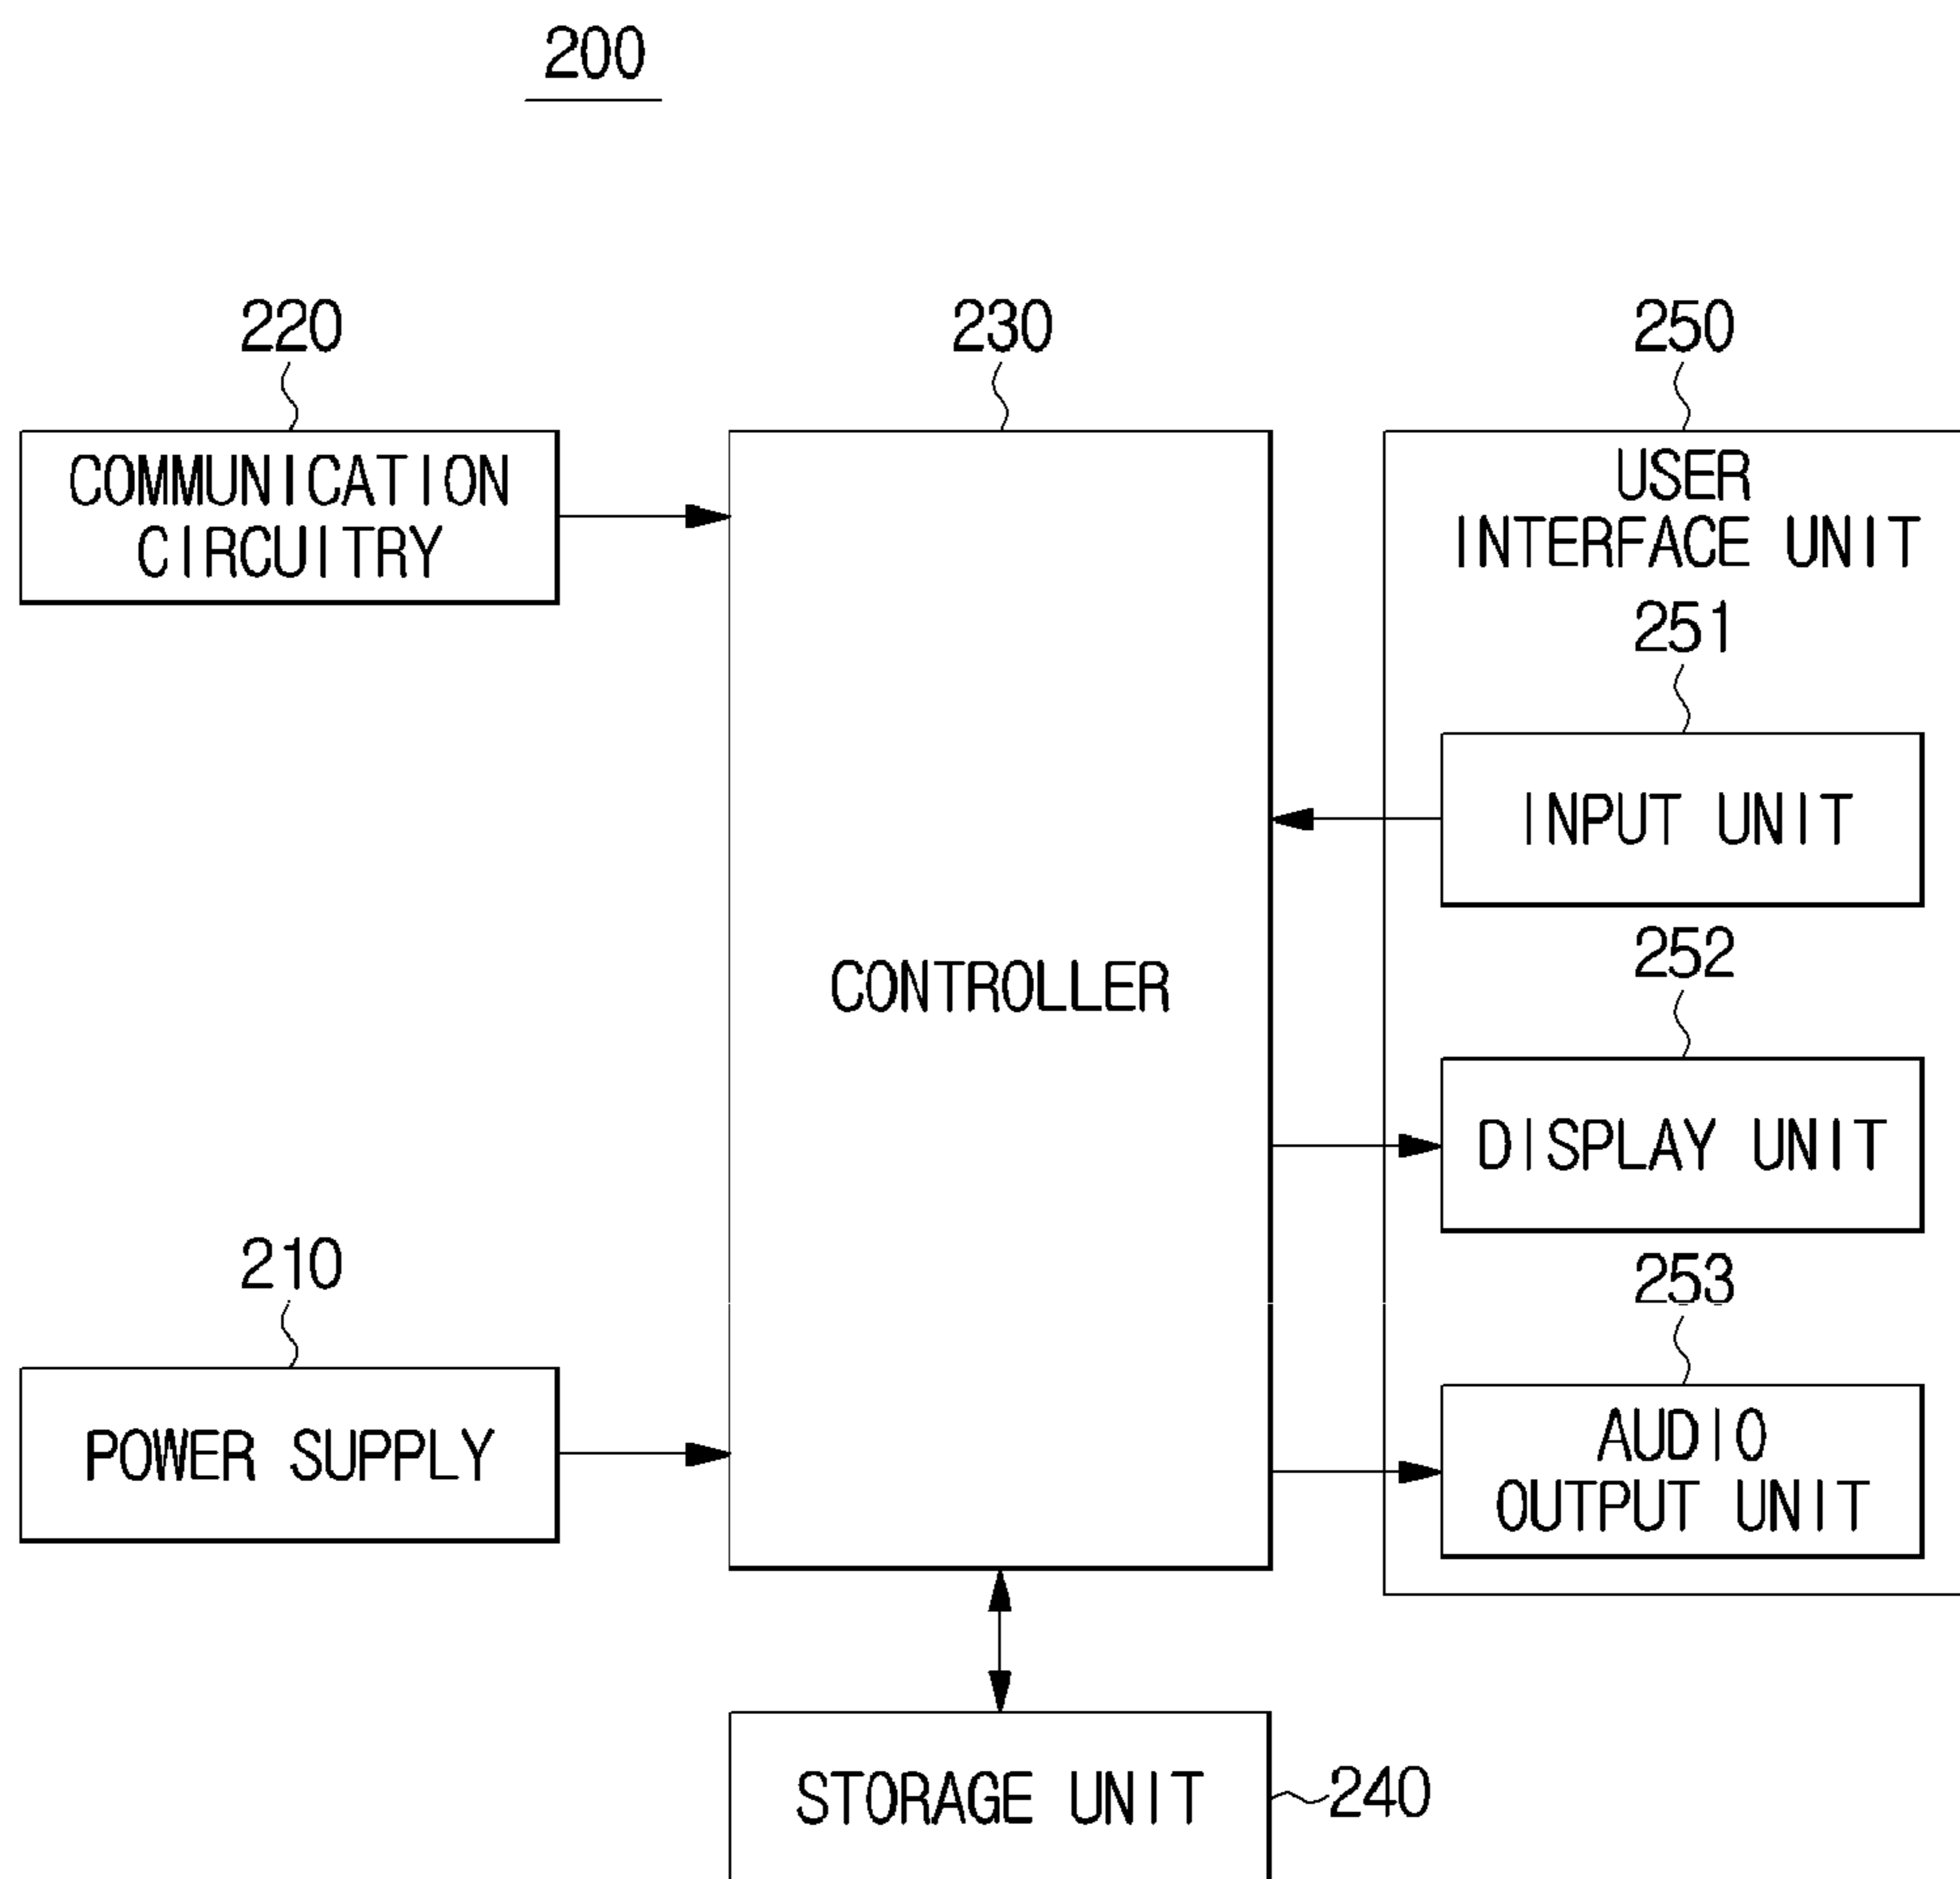 200
220
COMMUNICATION
CIRCUITRY
230
CONTROLLER
250
USER
INTERFACE UNIT
251
INPUT UNIT
252
DISPLAY UNIT
253
AUDIO
OUTPUT UNIT
210
POWER SUPPLY
STORAGE UNIT
240